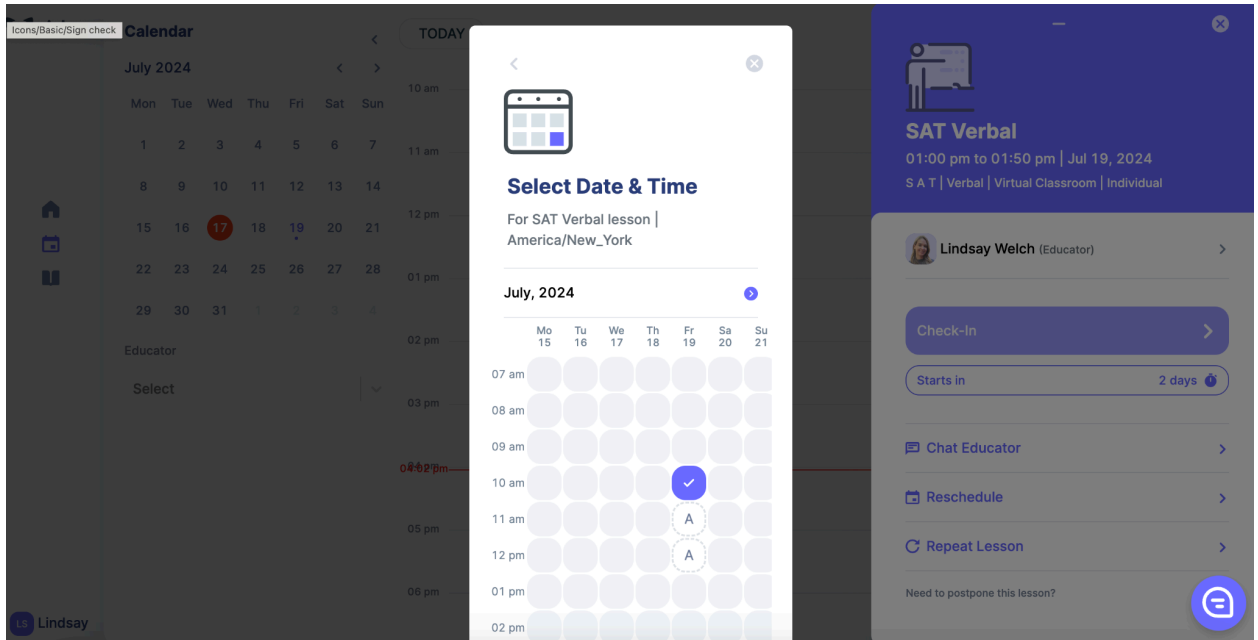 Icons/Basic/Sign check
Calendar
TODAY
July 2024
Mon Tue Wed Thu Fri Sat Sun
1 2 3 4 5 6 7
8 9 10 11 12 13 14
15 16 17 18 19 20 21
22 23 24 25 26 27 28
29 30 31 1 2 3 4
Educator
Select
LS Lindsay
10 am
11 am
12 pm
01 pm
02 pm
03 pm
04:02 pm
05 pm
06 pm
Select Date & Time
For SAT Verbal lesson |
America/New_York
July, 2024
Mo Tu We Th Fr Sa Su
15 16 17 18 19 20 21
07 am
08 am
09 am
10 am
11 am A
12 pm A
01 pm
02 pm
SAT Verbal
01:00 pm to 01:50 pm | Jul 19, 2024
S A T | Verbal | Virtual Classroom | Individual
Lindsay Welch (Educator)
Check-In
Starts in 2 days
Chat Educator
Reschedule
Repeat Lesson
Need to postpone this lesson?